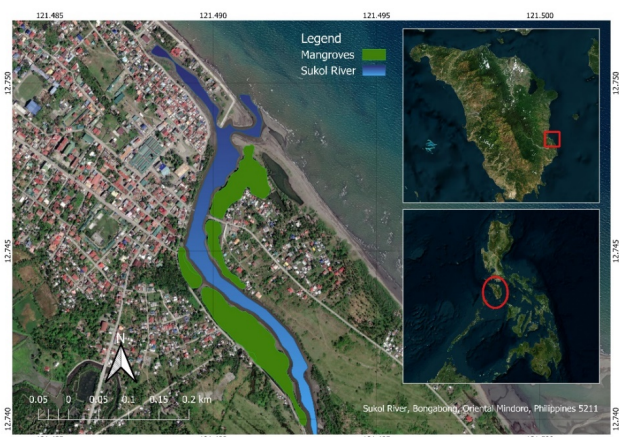 121.485 121.490 121.495 121.500
Legend
Mangroves
Sukol River
12.750 12.750
12.745 12.745
12.740 12.740
N
0.05 0 0.05 0.1 0.15 0.2 km
Sukol River, Bongabong, Oriental Mindoro, Philippines 5211